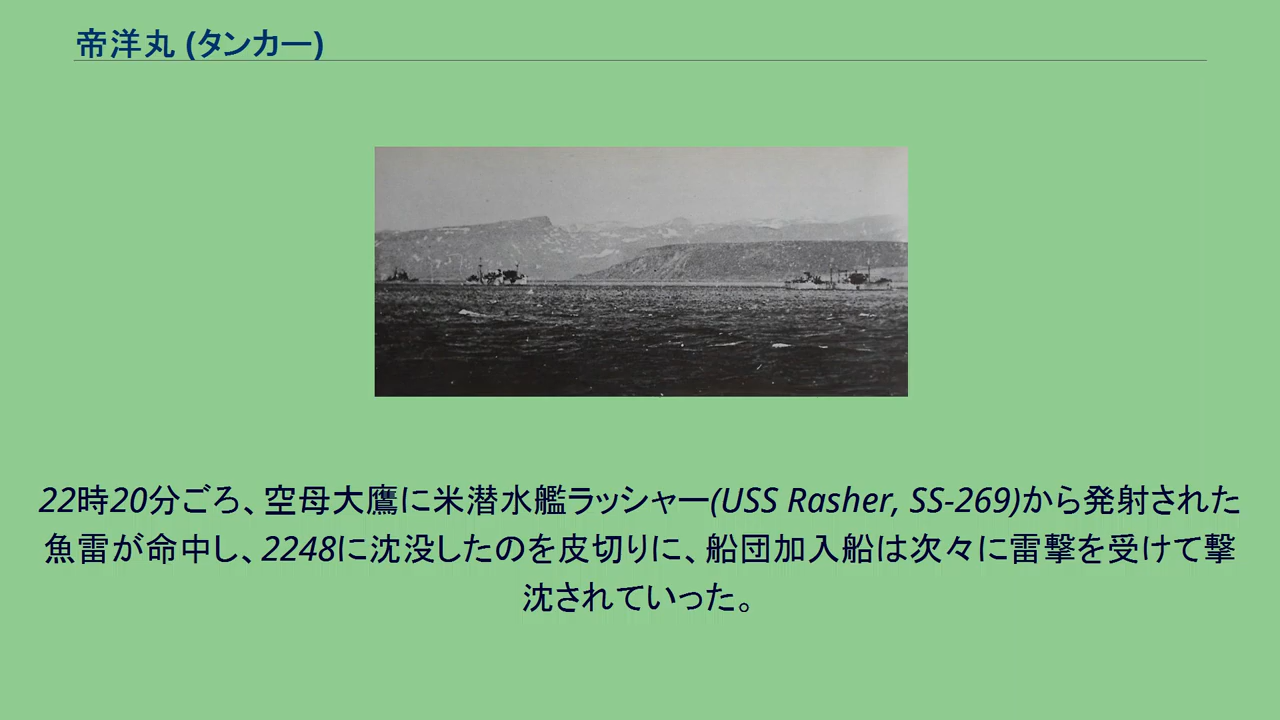 帝洋丸 (タンカー)
22時20分ごろ、空母大鷹に米潜水艦ラッシャー(USS Rasher, SS-269)から発射された
魚雷が命中し、2248に沈没したのを皮切りに、船団加入船は次々に雷撃を受けて撃
沈されていった。